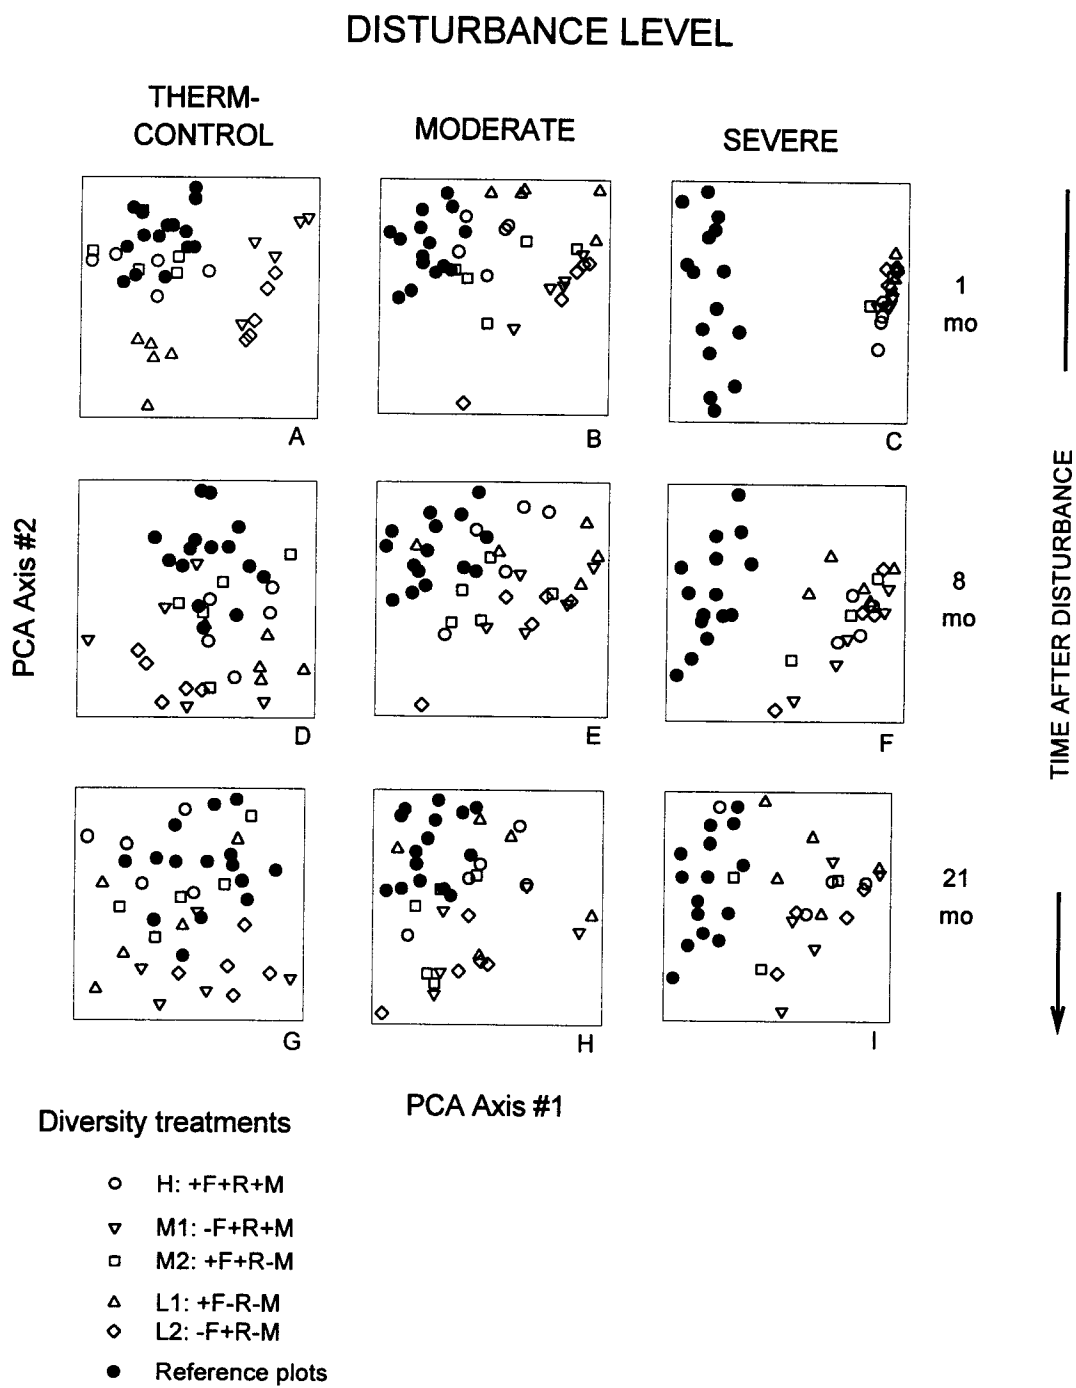 DISTURBANCE LEVEL
THERM-
CONTROL
MODERATE
SEVERE
1
mo
A
B
C
8
mo
D
E
F
21
mo
G
H
I
PCA Axis #2
TIME AFTER DISTURBANCE
PCA Axis #1
Diversity treatments
H: +F+R+M
M1: -F+R+M
M2: +F+R-M
L1: +F-R-M
L2: -F+R-M
Reference plots